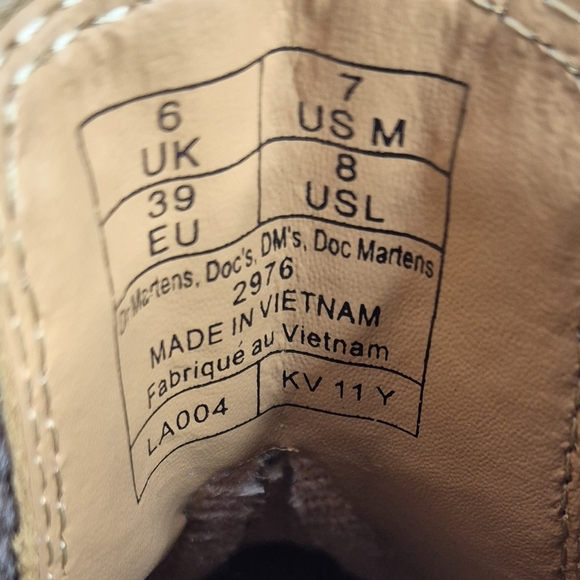 6
UK
7
US M
39
EU
8
USL
Dr Martens, Doc's, DM's, Doc Martens
2976
MADE IN VIETNAM
Fabriqué au Vietnam
LA004
KV 11 Y